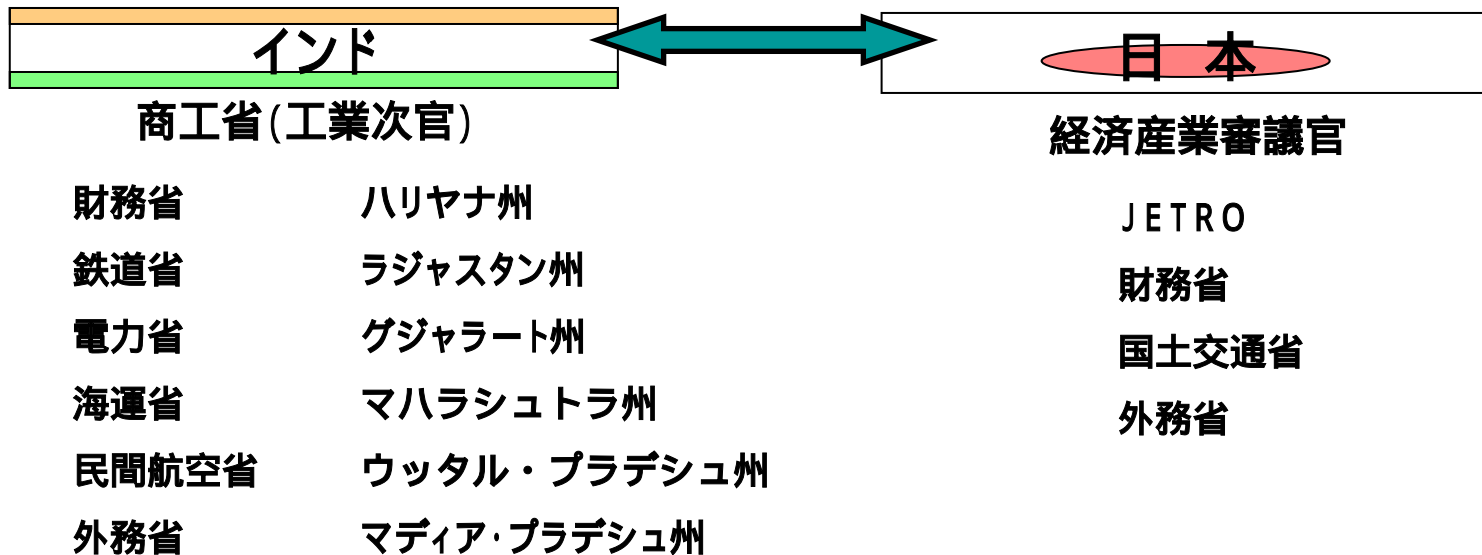 インド
商工省(工業次官)
財務省
鉄道省
電力省
海運省
民間航空省
外務省
ハリヤナ州
ラジャスタン州
グジャラート州
マハラシュトラ州
ウッタル・プラデシュ州
マディア・プラデシュ州
日 本
経済産業審議官
JETRO
財務省
国土交通省
外務省